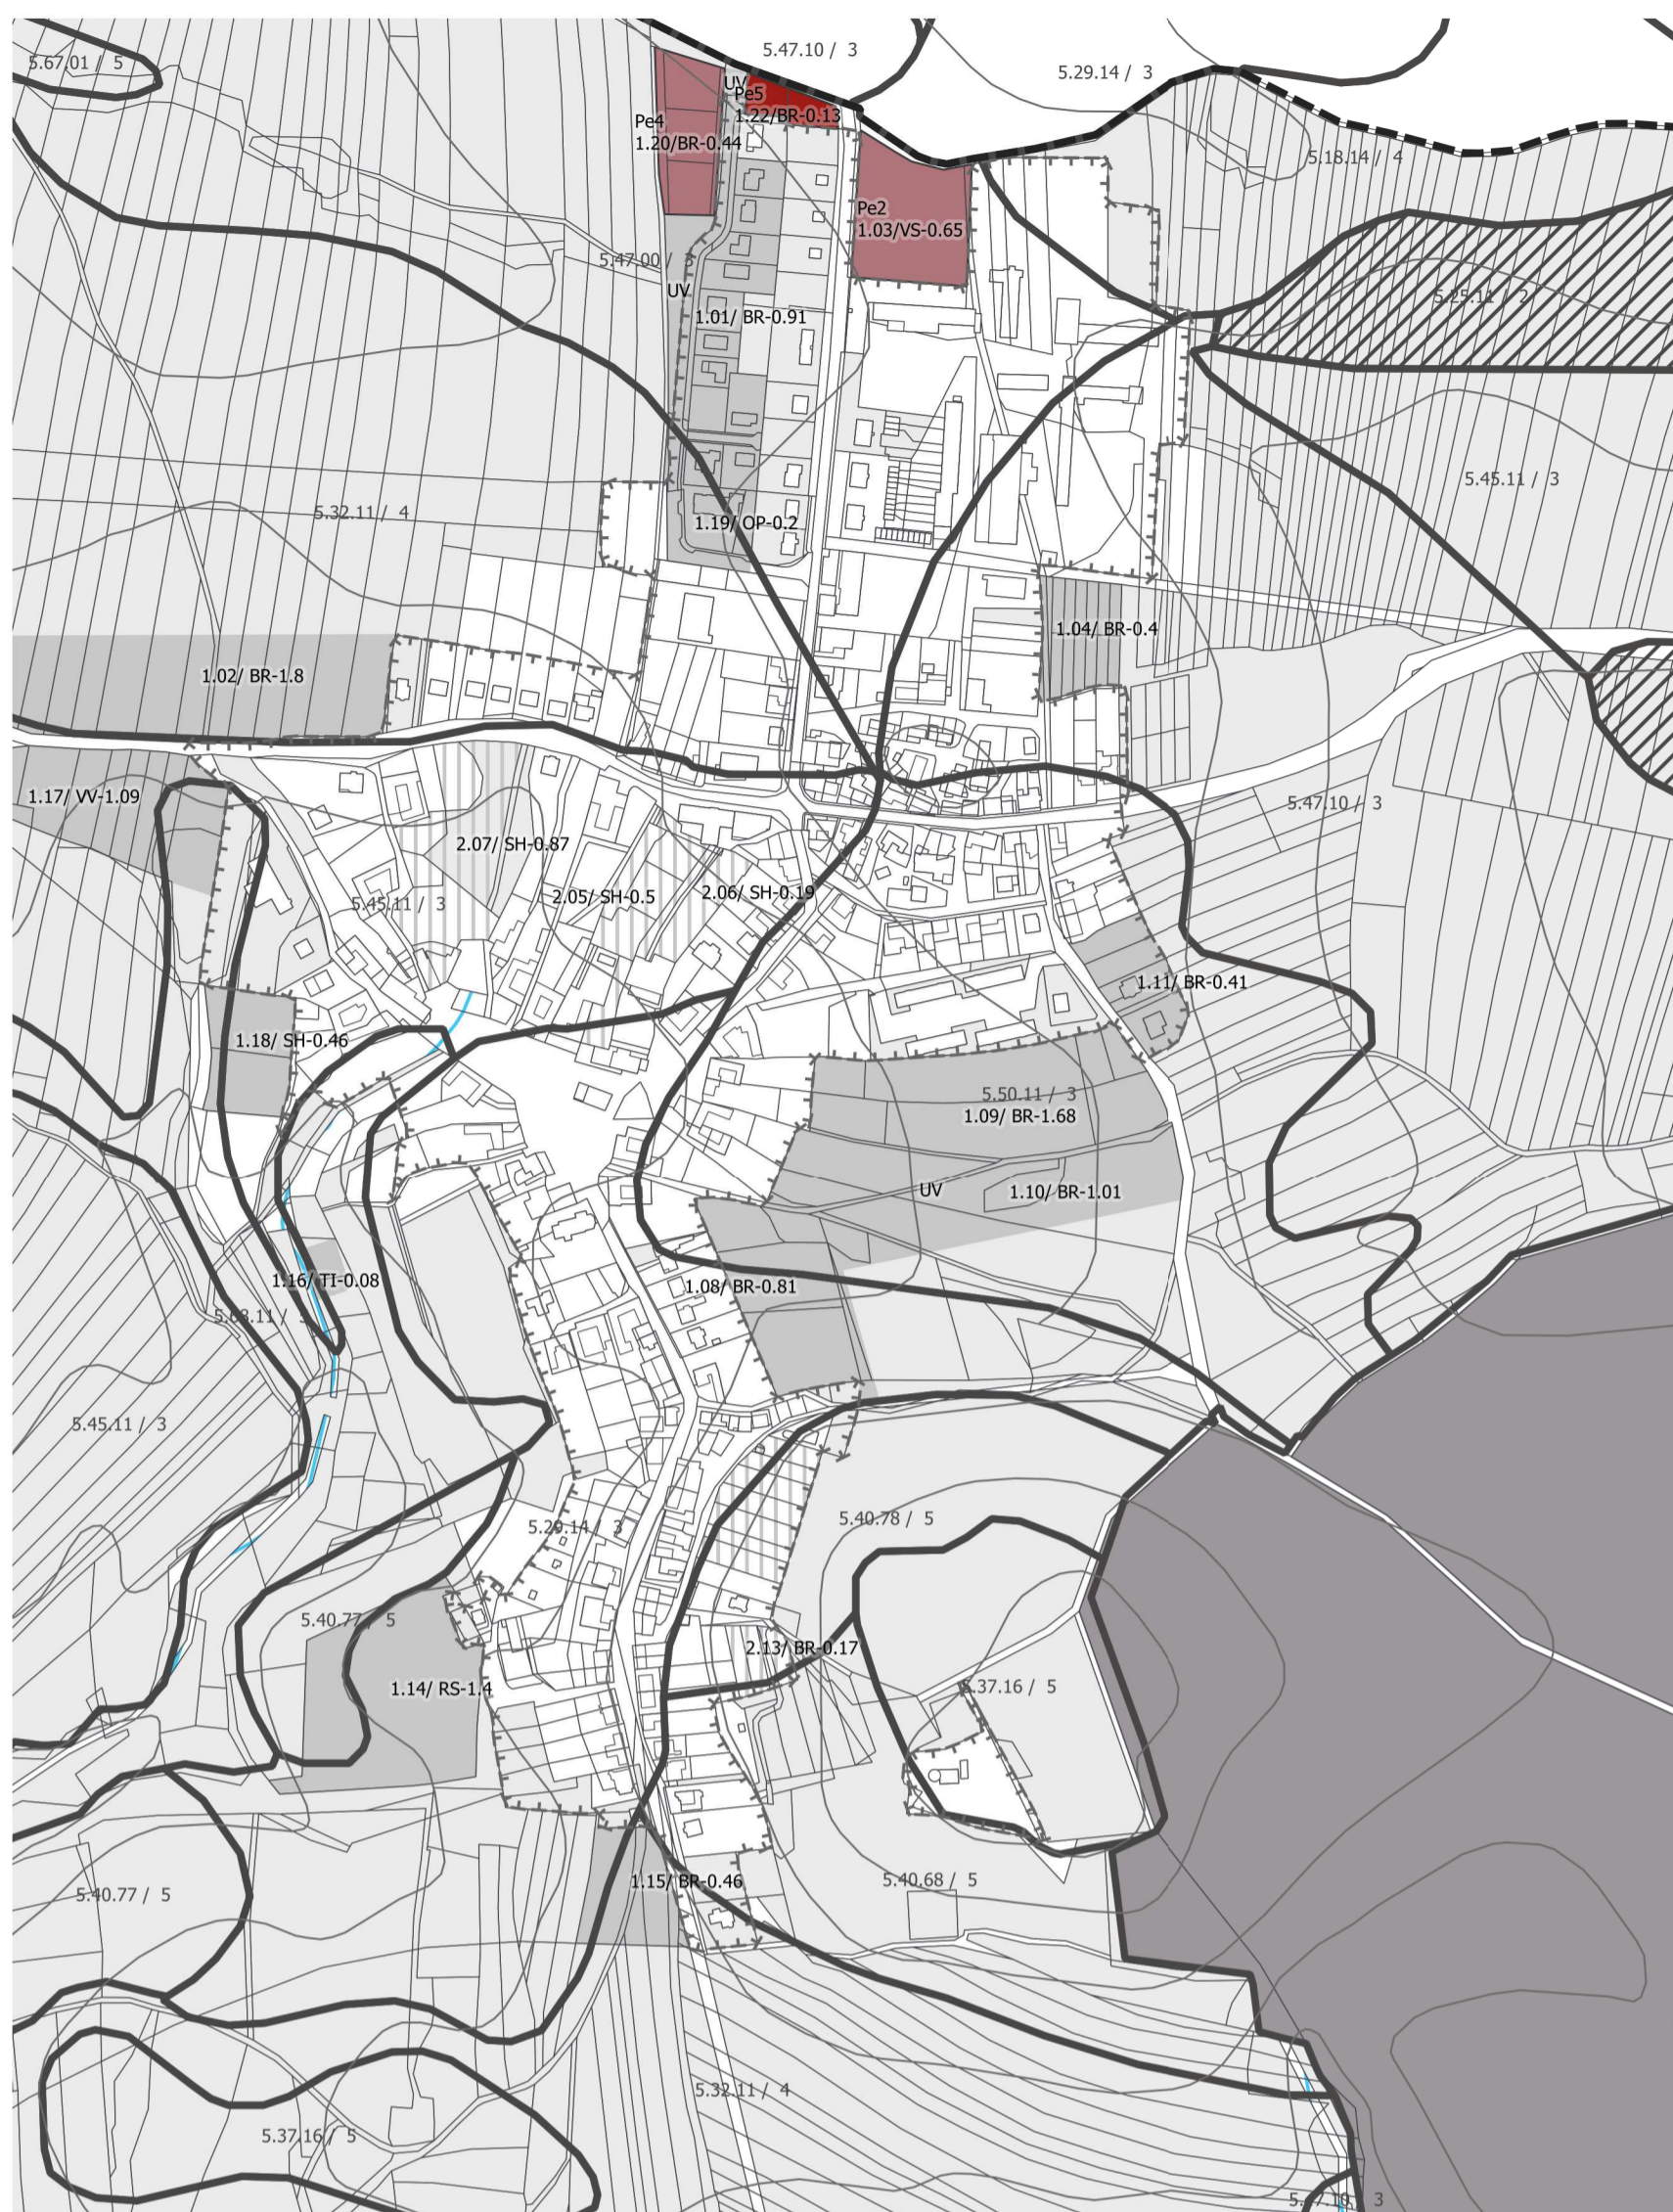 5.47.10 / 3
5.67.01 / 5
5.29.14 / 3
UV
Pe5
1.22/BR-0.13
Pe4
1.20/BR-0.44
5.18.14 / 4
Pe2
1.03/VS-0.65
5.47.00 / 3
UV
5.25.11 / 2
1.01/ BR-0.91
5.45.11 / 3
5.32.11 / 4
1.19/ OP-0.2
1.04/ BR-0.4
1.02/ BR-1.8
1.17/ VV-1.09
5.47.10 / 3
2.07/ SH-0.87
2.05/ SH-0.5
2.06/ SH-0.19
5.45.11 / 3
1.11/ BR-0.41
1.18/ SH-0.46
5.50.11 / 3
1.09/ BR-1.68
UV
1.10/ BR-1.01
1.16/ TI-0.08
1.08/ BR-0.81
5.45.11 / 3
5.40.78 / 5
5.29.14 / 3
5.40.77 / 5
2.13/ BR-0.17
1.14/ RS-1.4
5.37.16 / 5
1.15/ BR-0.46
5.40.68 / 5
5.40.77 / 5
5.32.11 / 4
5.37.16 / 5